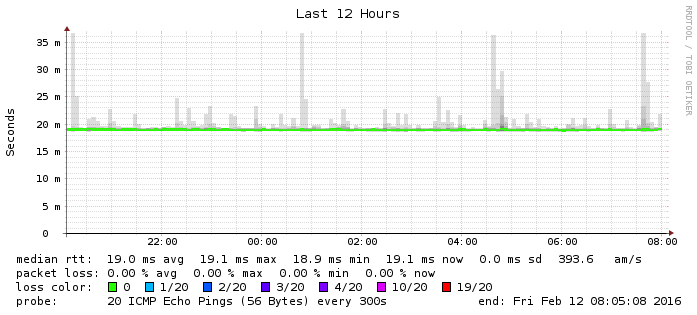 Last 12 Hours
RRDTOOL / TOBI OETIKER
Seconds
35 m
30 m
25 m
20 m
15 m
10 m
5 m
0
22:00 00:00 02:00 04:00 06:00 08:00
median rtt: 19.0 ms avg 19.1 ms max 18.9 ms min 19.1 ms now 0.0 ms sd 393.6 am/s
packet loss: 0.00 % avg 0.00 % max 0.00 % min 0.00 % now
loss color: 0 1/20 2/20 3/20 4/20 10/20 19/20
probe: 20 ICMP Echo Pings (56 Bytes) every 300s end: Fri Feb 12 08:05:08 2016